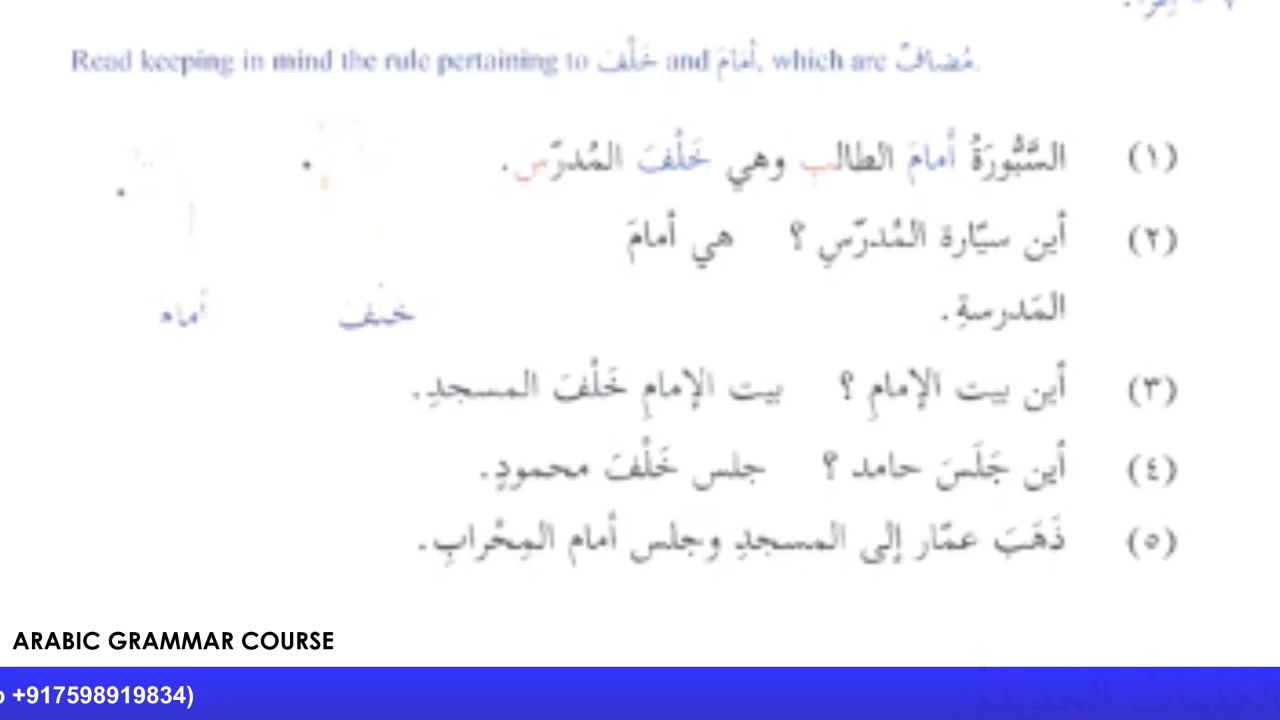 Read keeping in mind the rule pertaining to خَلْفَ and أَمَامَ, which are مُضافٌ.
(١) السَّبُّورَةُ أمامَ الطالبِ وهي خَلْفَ المُدرّسِ.
(٢) أين سيّارة المُدرّسِ ؟ هي أمامَ
المَدرسةِ.
أمام خلف
(٣) أين بيت الإمامِ ؟ بيت الإمامِ خَلْفَ المسجدِ.
(٤) أين جَلَسَ حامد ؟ جلس خَلْفَ محمودٍ.
(٥) ذَهَبَ عمّار إلى المسجدِ وجلس أمام المِحْرابِ.
ARABIC GRAMMAR COURSE
+917598919834)